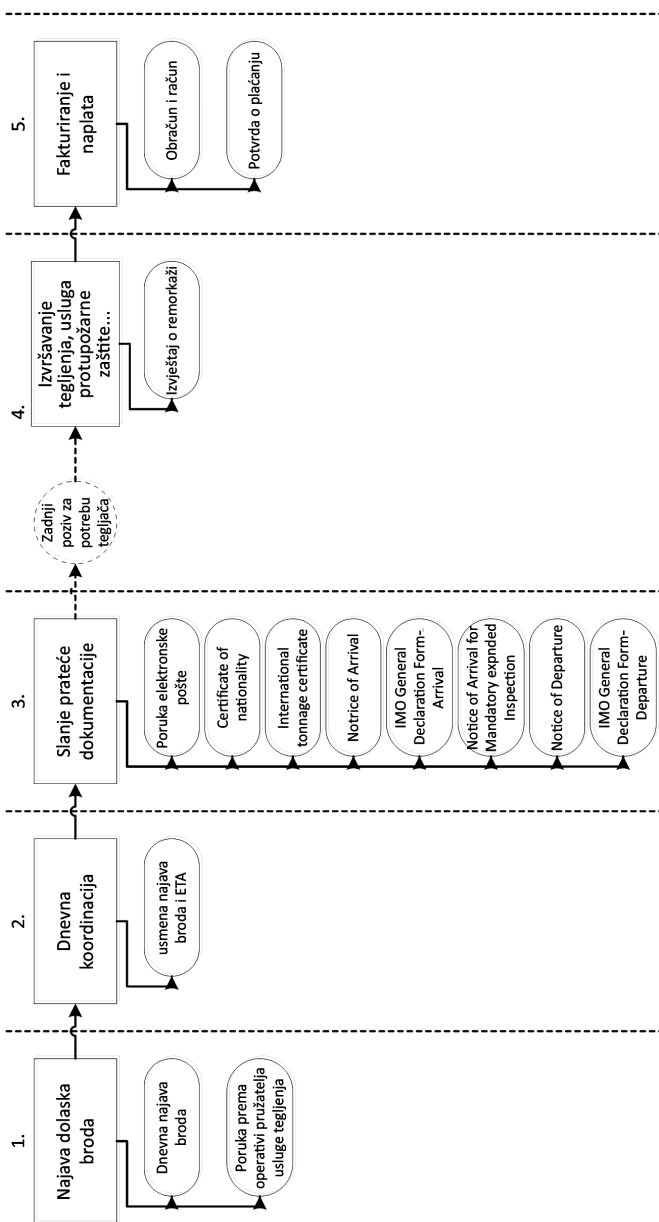 1.
Najava dolaska
broda
Dnevna najava
broda
Poruka prema
operativi pružatelja
usluge tegljenja
2.
Dnevna
koordinacija
usmena najava
broda i ETA
3.
Slanje prateće
dokumentacije
Poruka elektronske
pošte
Certificate of
nationality
International
tonnage certificate
Notrice of Arrival
IMO General
Declaration Form-
Arrival
Notice of Arrival for
Mandatory expnded
Inspection
Notice of Departure
IMO General
Declaration Form-
Departure
Zadnji
poziv za
potrebu
tegljača
4.
Izvršavanje
tegljenja, usluga
protupožarne
zaštite...
Izvještaj o remorkaži
5.
Fakturiranje i
naplata
Obračun i račun
Potvrda o plaćanju